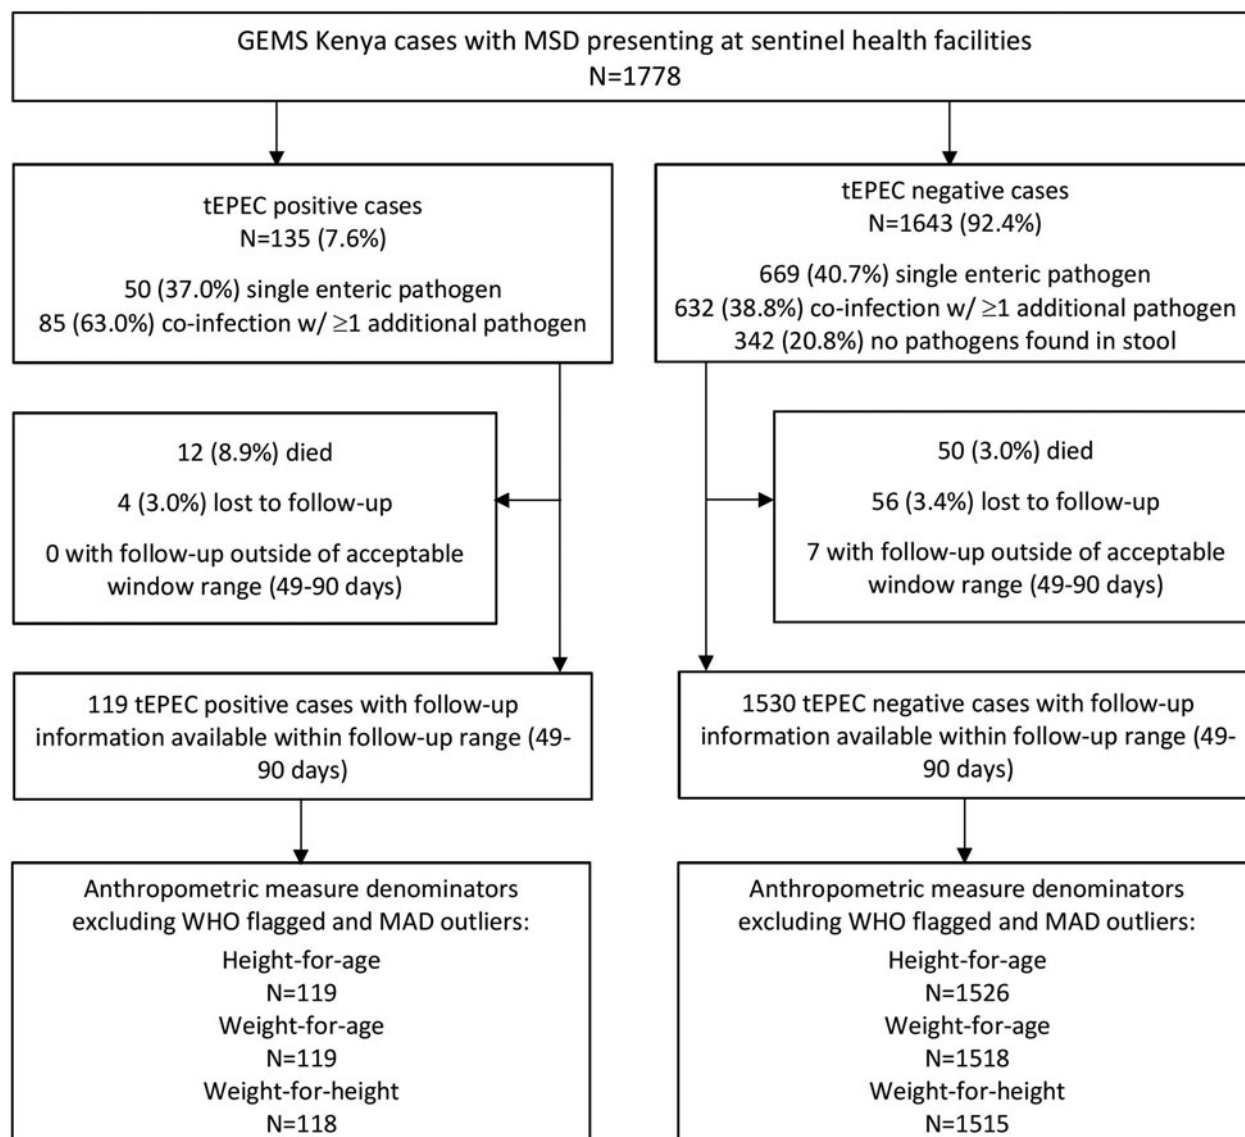 GEMS Kenya cases with MSD presenting at sentinel health facilities
N=1778
tEPEC positive cases
N=135 (7.6%)
50 (37.0%) single enteric pathogen
85 (63.0%) co-infection w/ ≥1 additional pathogen
tEPEC negative cases
N=1643 (92.4%)
669 (40.7%) single enteric pathogen
632 (38.8%) co-infection w/ ≥1 additional pathogen
342 (20.8%) no pathogens found in stool
12 (8.9%) died
4 (3.0%) lost to follow-up
0 with follow-up outside of acceptable
window range (49-90 days)
50 (3.0%) died
56 (3.4%) lost to follow-up
7 with follow-up outside of acceptable
window range (49-90 days)
119 tEPEC positive cases with follow-up
information available within follow-up range (49-
90 days)
1530 tEPEC negative cases with follow-up
information available within follow-up range (49-
90 days)
Anthropometric measure denominators
excluding WHO flagged and MAD outliers:
Height-for-age
N=119
Weight-for-age
N=119
Weight-for-height
N=118
Anthropometric measure denominators
excluding WHO flagged and MAD outliers:
Height-for-age
N=1526
Weight-for-age
N=1518
Weight-for-height
N=1515